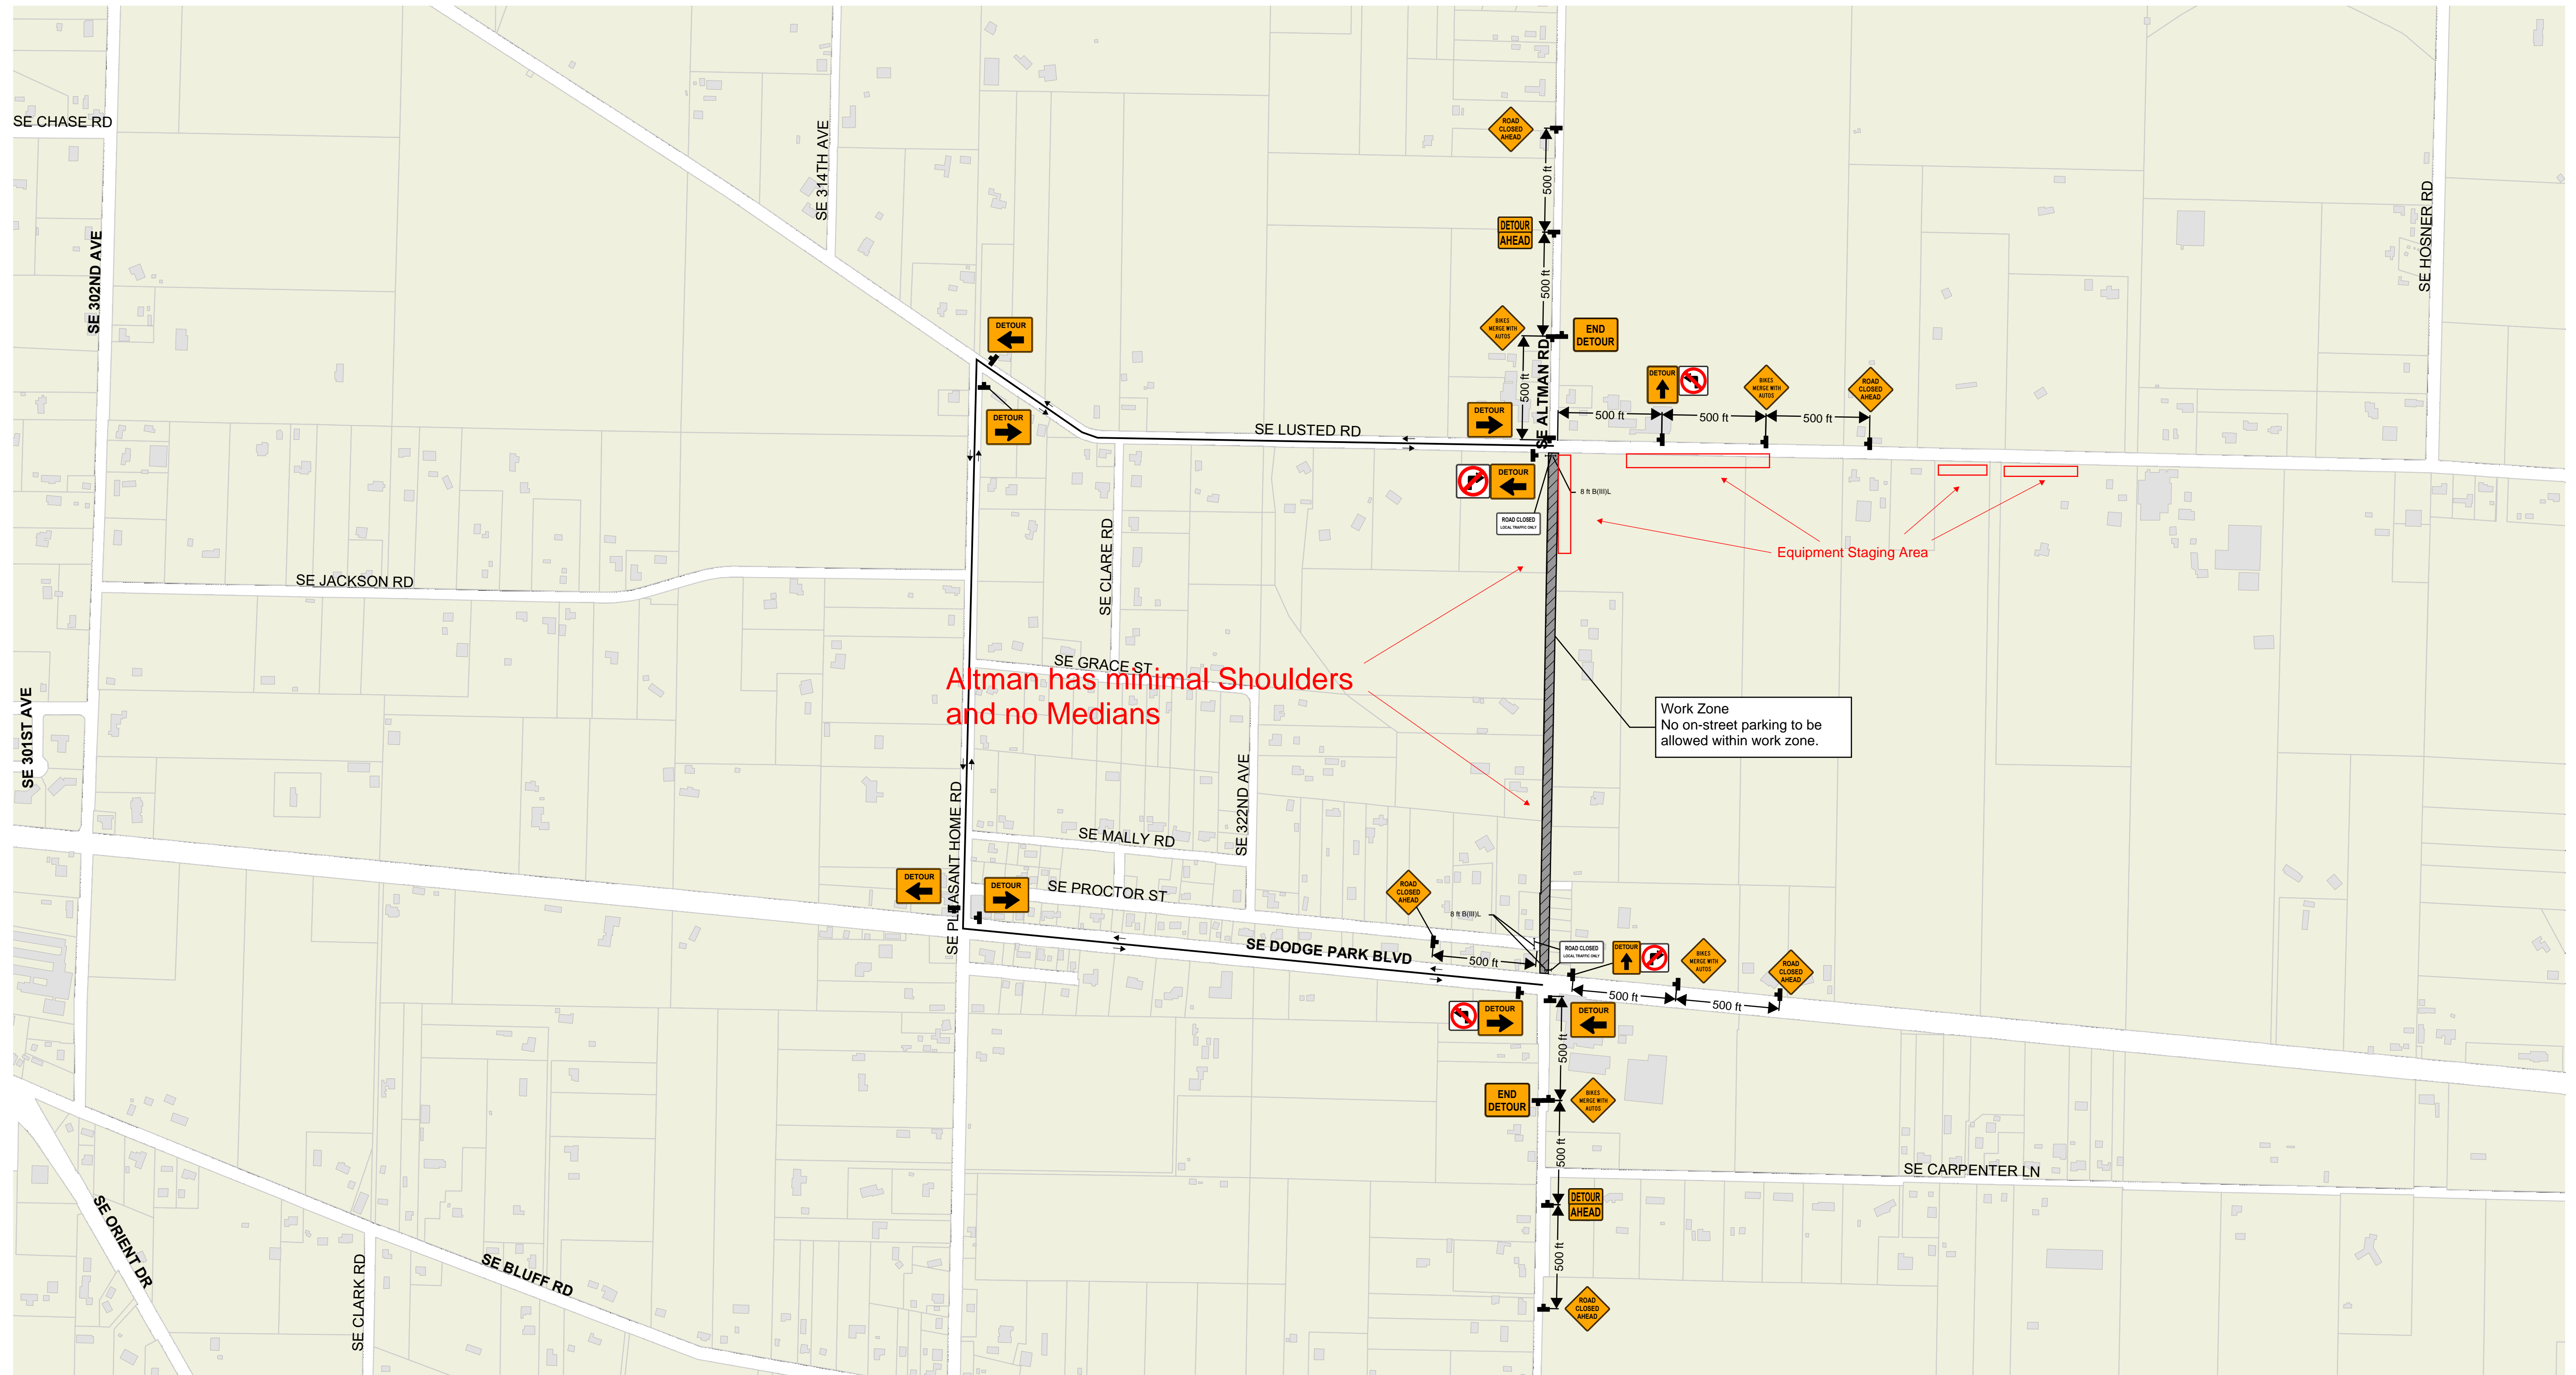 SE CHASE RD
SE 314TH AVE
SE 302ND AVE
SE HOSNER RD
ROAD
CLOSED
AHEAD
500 ft
DETOUR
AHEAD
500 ft
BIKES
MERGE WITH
AUTOS
END
DETOUR
500 ft
SE ALTMAN RD
DETOUR
DETOUR
DETOUR
SE LUSTED RD
DETOUR
BIKES
MERGE WITH
AUTOS
ROAD
CLOSED
AHEAD
500 ft
500 ft
500 ft
DETOUR
8 ft B(III)L
ROAD CLOSED
LOCAL TRAFFIC ONLY
Equipment Staging Area
SE JACKSON RD
SE CLARE RD
SE GRACE ST
Altman has minimal Shoulders
and no Medians
Work Zone
No on-street parking to be
allowed within work zone.
SE 301ST AVE
SE PLEASANT HOME RD
SE 322ND AVE
SE MALLY RD
DETOUR
DETOUR
SE PROCTOR ST
ROAD
CLOSED
AHEAD
8 ft B(III)L
SE DODGE PARK BLVD
500 ft
ROAD CLOSED
LOCAL TRAFFIC ONLY
DETOUR
BIKES
MERGE WITH
AUTOS
ROAD
CLOSED
AHEAD
500 ft
500 ft
DETOUR
DETOUR
500 ft
END
DETOUR
BIKES
MERGE WITH
AUTOS
500 ft
SE CARPENTER LN
DETOUR
AHEAD
500 ft
ROAD
CLOSED
AHEAD
SE ORIENT DR
SE CLARK RD
SE BLUFF RD